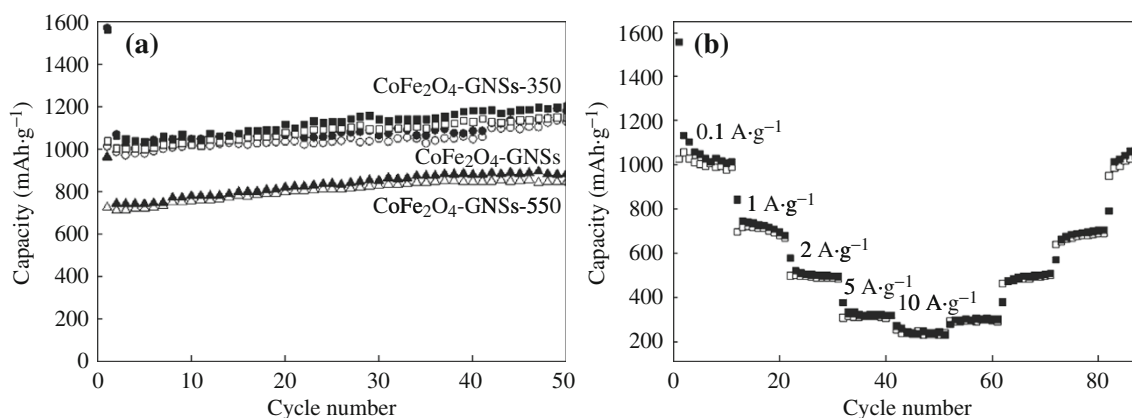 (a)
1600
1400
1200
1000
800
600
400
200
0
Capacity (mAh·g⁻¹)
CoFe₂O₄-GNSs-350
CoFe₂O₄-GNSs
CoFe₂O₄-GNSs-550
0 10 20 30 40 50
Cycle number
(b)
1600
1400
1200
1000
800
600
400
200
Capacity (mAh·g⁻¹)
0.1 A·g⁻¹
1 A·g⁻¹
2 A·g⁻¹
5 A·g⁻¹
10 A·g⁻¹
0 20 40 60 80
Cycle number